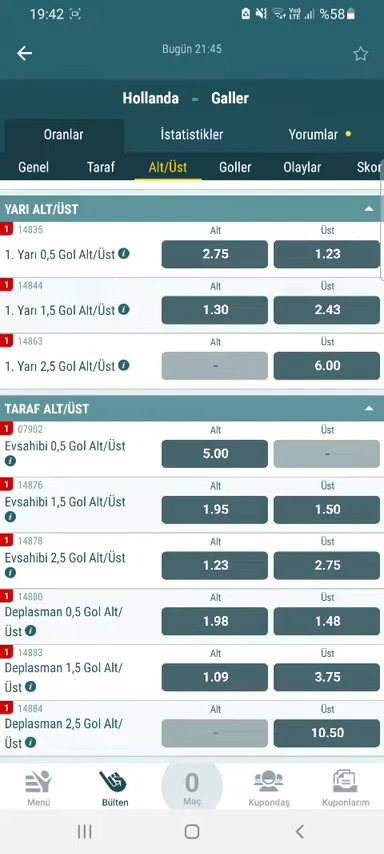 19:42 %58
Bugün 21:45
Hollanda - Galler
Oranlar İstatistikler Yorumlar
Genel Taraf Alt/Üst Goller Olaylar Skor
YARI ALT/ÜST
1 14835 Alt Üst
1. Yarı 0,5 Gol Alt/Üst 2.75 1.23
1 14844 Alt Üst
1. Yarı 1,5 Gol Alt/Üst 1.30 2.43
1 14863 Alt Üst
1. Yarı 2,5 Gol Alt/Üst - 6.00
TARAF ALT/ÜST
1 07902 Alt Üst
Evsahibi 0,5 Gol Alt/Üst 5.00 -
1 14876 Alt Üst
Evsahibi 1,5 Gol Alt/Üst 1.95 1.50
1 14878 Alt Üst
Evsahibi 2,5 Gol Alt/Üst 1.23 2.75
1 14880 Alt Üst
Deplasman 0,5 Gol Alt/
Üst 1.98 1.48
1 14883 Alt Üst
Deplasman 1,5 Gol Alt/
Üst 1.09 3.75
1 14884 Alt Üst
Deplasman 2,5 Gol Alt/
Üst - 10.50
0
Menü Bülten Maç Kupondaş Kuponlarım